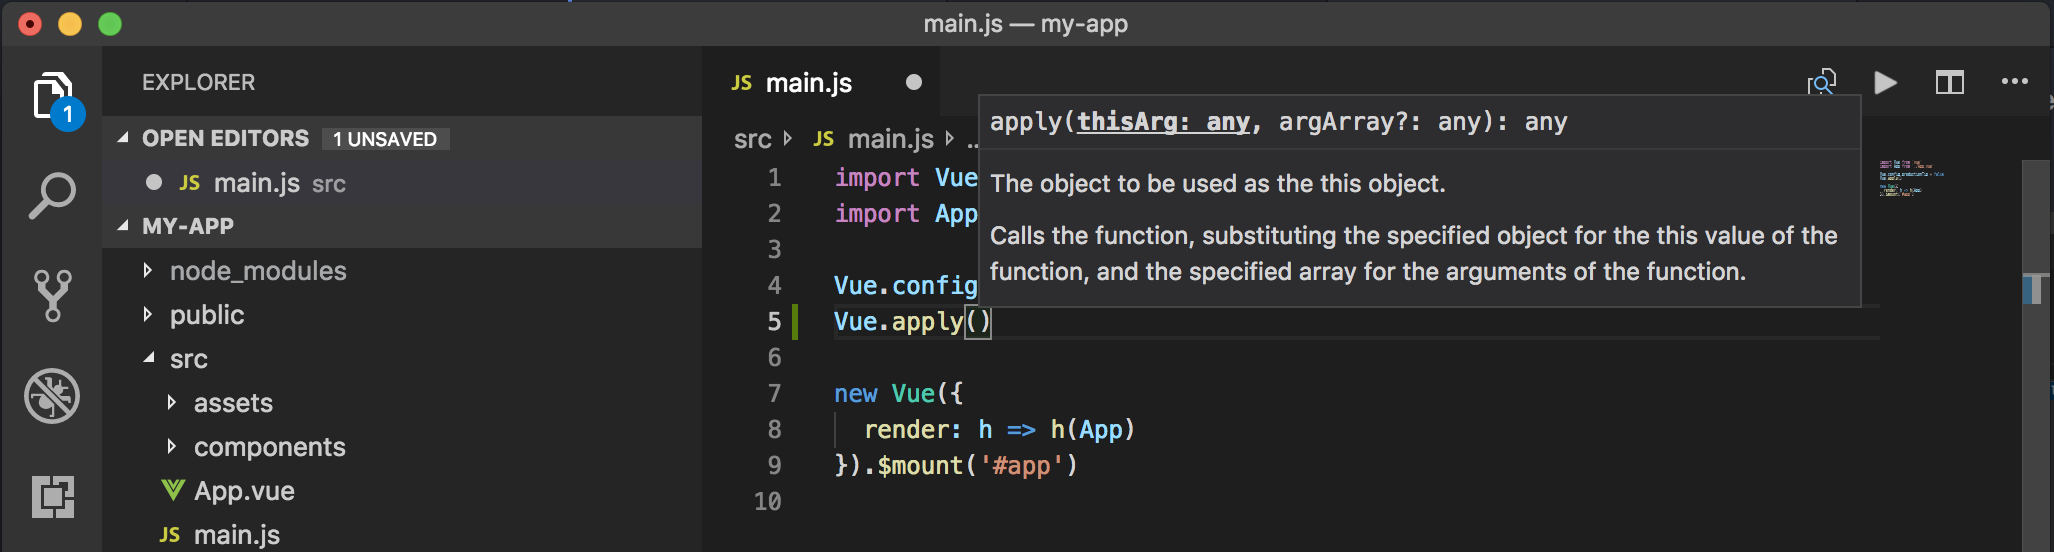 main.js — my-app
EXPLORER
1
OPEN EDITORS 1 UNSAVED
JS main.js src
MY-APP
node_modules
public
src
assets
components
App.vue
JS main.js
JS main.js
src JS main.js ...
apply(thisArg: any, argArray?: any): any
The object to be used as the this object.
Calls the function, substituting the specified object for the this value of the
function, and the specified array for the arguments of the function.
1 import Vue
2 import App
3
4 Vue.config
5 Vue.apply()
6
7 new Vue({
8 render: h => h(App)
9 }).$mount('#app')
10